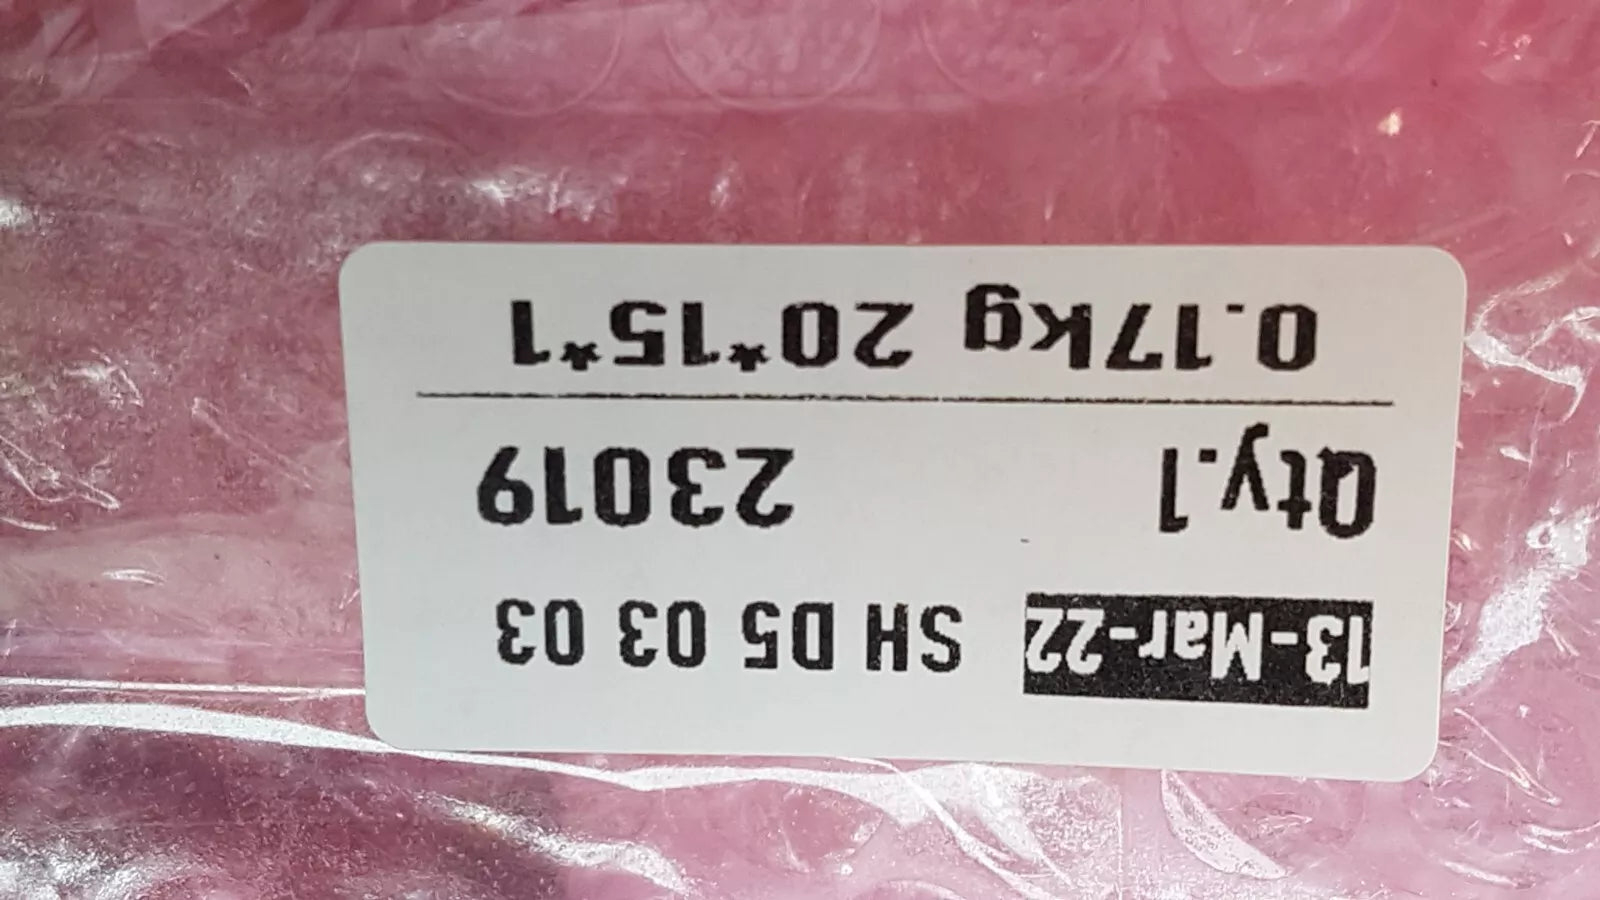 13-Mar-22 SH D5 03 03
Qty.1 23019
0.17kg 20*15*1